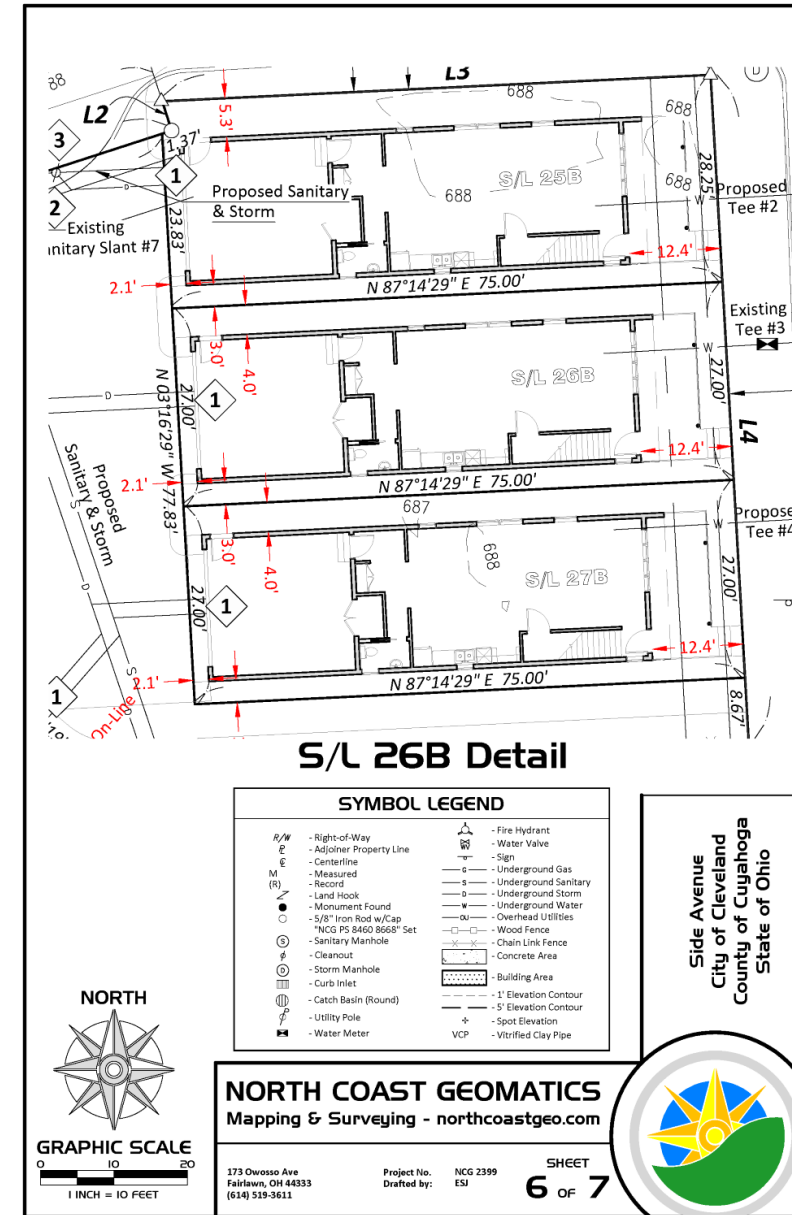 L3
688
88
L2
5.3'
688
3
1.37'
1
S/L 25B
28.25'
Proposed Sanitary
& Storm
688
688
Proposed
Tee #2
W
D
2
23.83'
Existing
nitary Slant #7
12.4'
2.1'
N 87°14'29" E 75.00'
Existing
Tee #3
3.0'
4.0'
W
S/L 26B
27.00'
27.00'
1
D
N 03°16'29" W 77.83'
L4
12.4'
Proposed
Sanitary & Storm
2.1'
N 87°14'29" E 75.00'
687
S
Propose
Tee #4
W
3.0'
4.0'
688
D
S
S/L 27B
27.00'
27.00'
1
12.4'
1
S
2.1'
N 87°14'29" E 75.00'
8.67'
On-Line
S/L 26B Detail
SYMBOL LEGEND
R/W - Right-of-Way
- Adjoiner Property Line
- Centerline
M - Measured
(R) - Record
- Land Hook
- Monument Found
- 5/8" Iron Rod w/Cap
"NCG PS 8460 8668" Set
S - Sanitary Manhole
- Cleanout
D - Storm Manhole
- Curb Inlet
- Catch Basin (Round)
- Utility Pole
- Water Meter
- Fire Hydrant
WV - Water Valve
- Sign
G - Underground Gas
S - Underground Sanitary
D - Underground Storm
W - Underground Water
OU - Overhead Utilities
- Wood Fence
- Chain Link Fence
- Concrete Area
- Building Area
- 1' Elevation Contour
- 5' Elevation Contour
- Spot Elevation
VCP - Vitrified Clay Pipe
Side Avenue
City of Cleveland
County of Cuyahoga
State of Ohio
NORTH
GRAPHIC SCALE
0 10 20
1 INCH = 10 FEET
NORTH COAST GEOMATICS
Mapping & Surveying - northcoastgeo.com
173 Owosso Ave
Fairlawn, OH 44333
(614) 519-3611
Project No. NCG 2399
Drafted by: ESJ
SHEET
6 OF 7